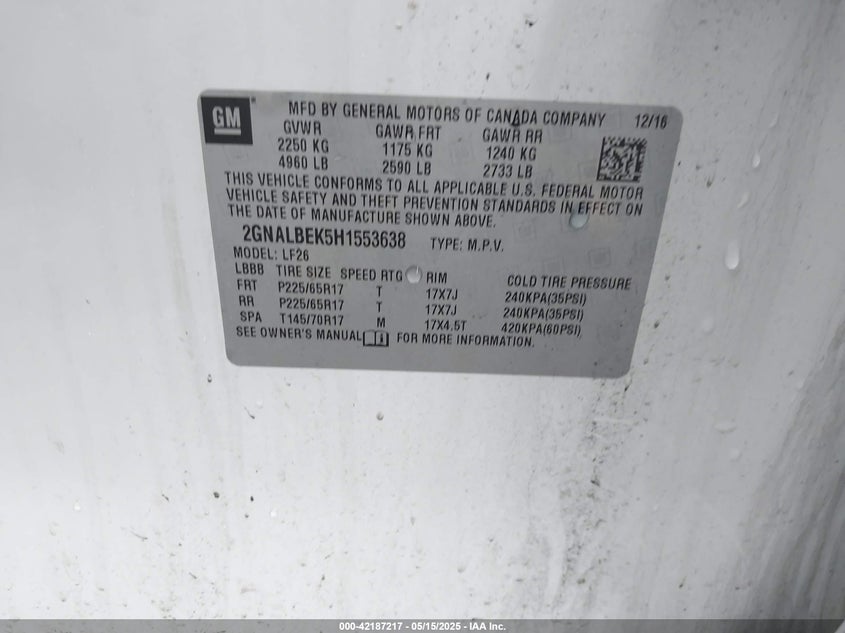 GM
MFD BY GENERAL MOTORS OF CANADA COMPANY 12/16
GVWR GAWR FRT GAWR RR
2250 KG 1175 KG 1240 KG
4960 LB 2590 LB 2733 LB
THIS VEHICLE CONFORMS TO ALL APPLICABLE U.S. FEDERAL MOTOR
VEHICLE SAFETY AND THEFT PREVENTION STANDARDS IN EFFECT ON
THE DATE OF MANUFACTURE SHOWN ABOVE.
2GNALBEK5H1553638 TYPE: M.P.V.
MODEL: LF26
LBBB TIRE SIZE SPEED RTG RIM COLD TIRE PRESSURE
FRT P225/65R17 T 17X7J 240KPA(35PSI)
RR P225/65R17 T 17X7J 240KPA(35PSI)
SPA T145/70R17 M 17X4.5T 420KPA(60PSI)
SEE OWNER'S MANUAL FOR MORE INFORMATION.
000-42187217 - 05/15/2025 - IAA Inc.